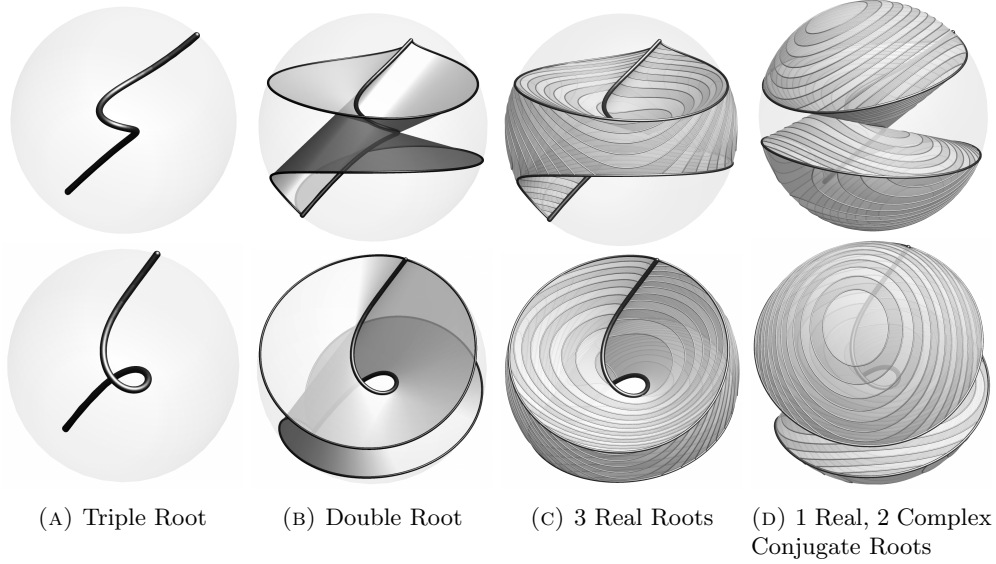 (A) Triple Root
(B) Double Root
(C) 3 Real Roots
(D) 1 Real, 2 Complex
Conjugate Roots